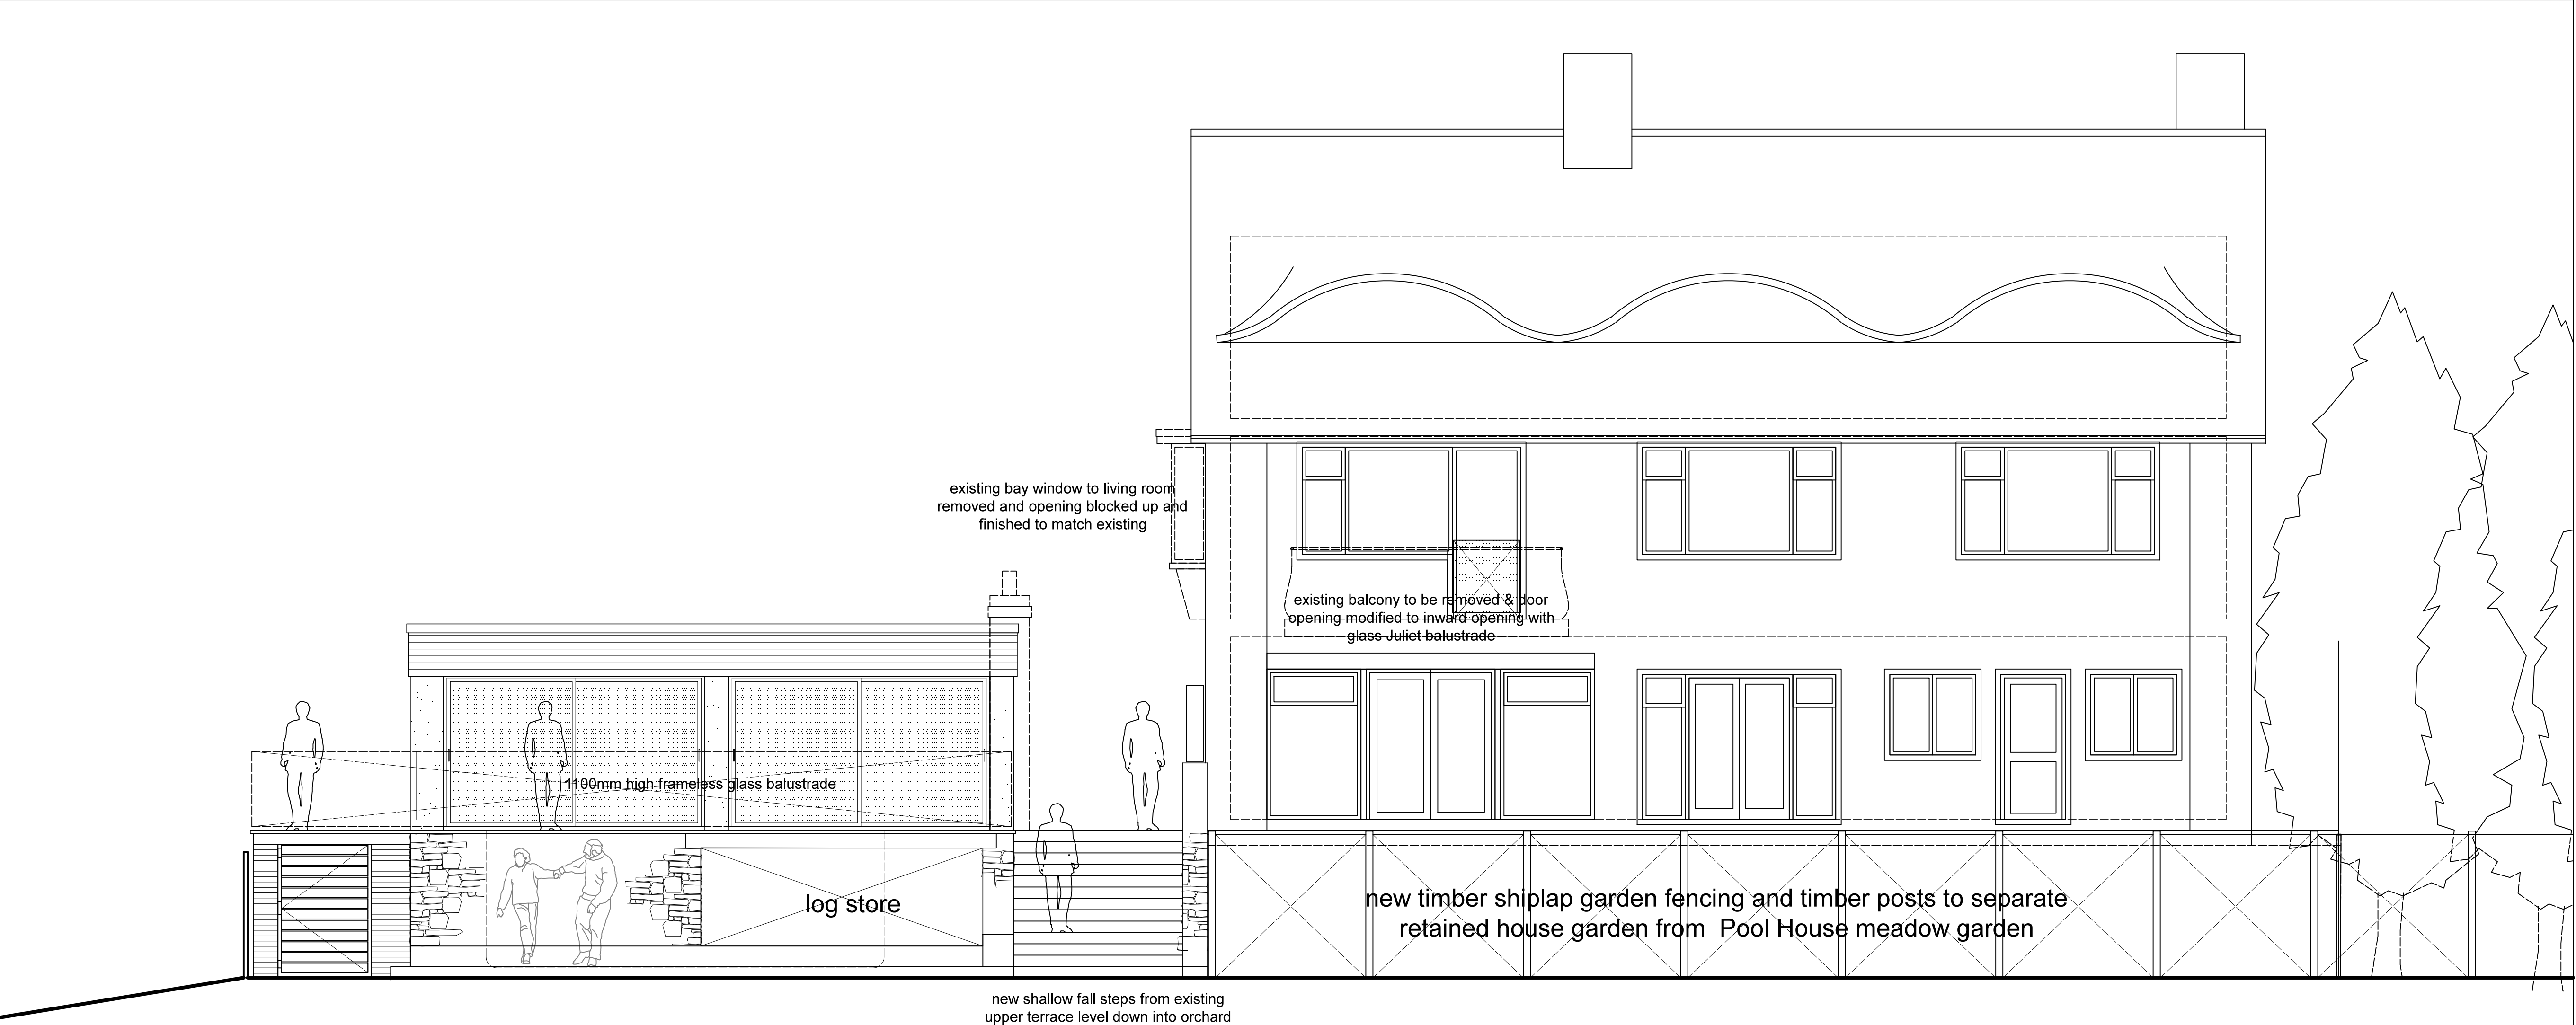 existing bay window to living room
removed and opening blocked up and
finished to match existing
existing balcony to be removed & door
opening modified to inward opening with
glass Juliet balustrade
1100mm high frameless glass balustrade
log store
new timber shiplap garden fencing and timber posts to separate
retained house garden from Pool House meadow garden
new shallow fall steps from existing
upper terrace level down into orchard